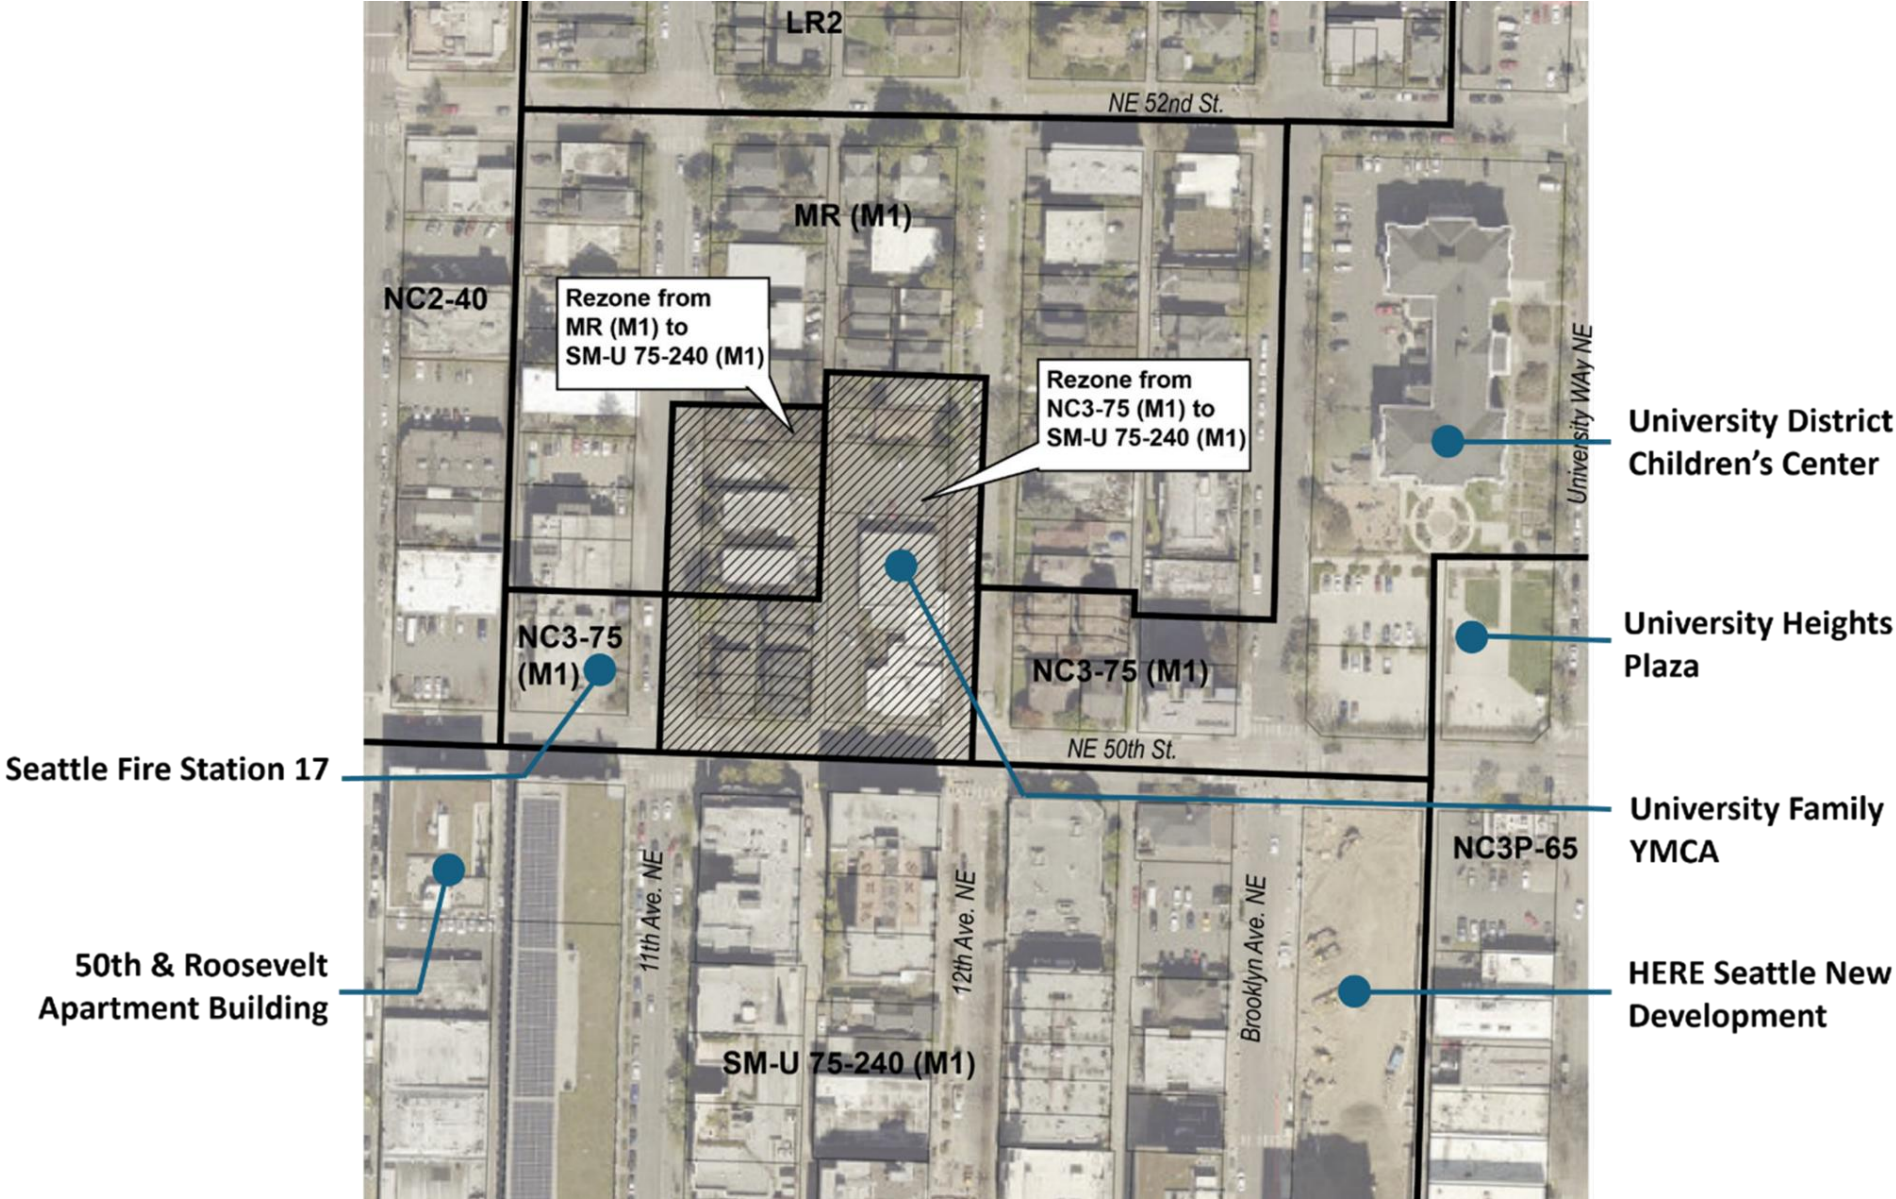 LR2
NE 52nd St.
MR (M1)
NC2-40
Rezone from
MR (M1) to
SM-U 75-240 (M1)
Rezone from
NC3-75 (M1) to
SM-U 75-240 (M1)
University WAy NE
University District
Children’s Center
NC3-75
(M1)
NC3-75 (M1)
University Heights
Plaza
NE 50th St.
Seattle Fire Station 17
University Family
YMCA
NC3P-65
11th Ave. NE
12th Ave. NE
Brooklyn Ave. NE
50th & Roosevelt
Apartment Building
HERE Seattle New
Development
SM-U 75-240 (M1)